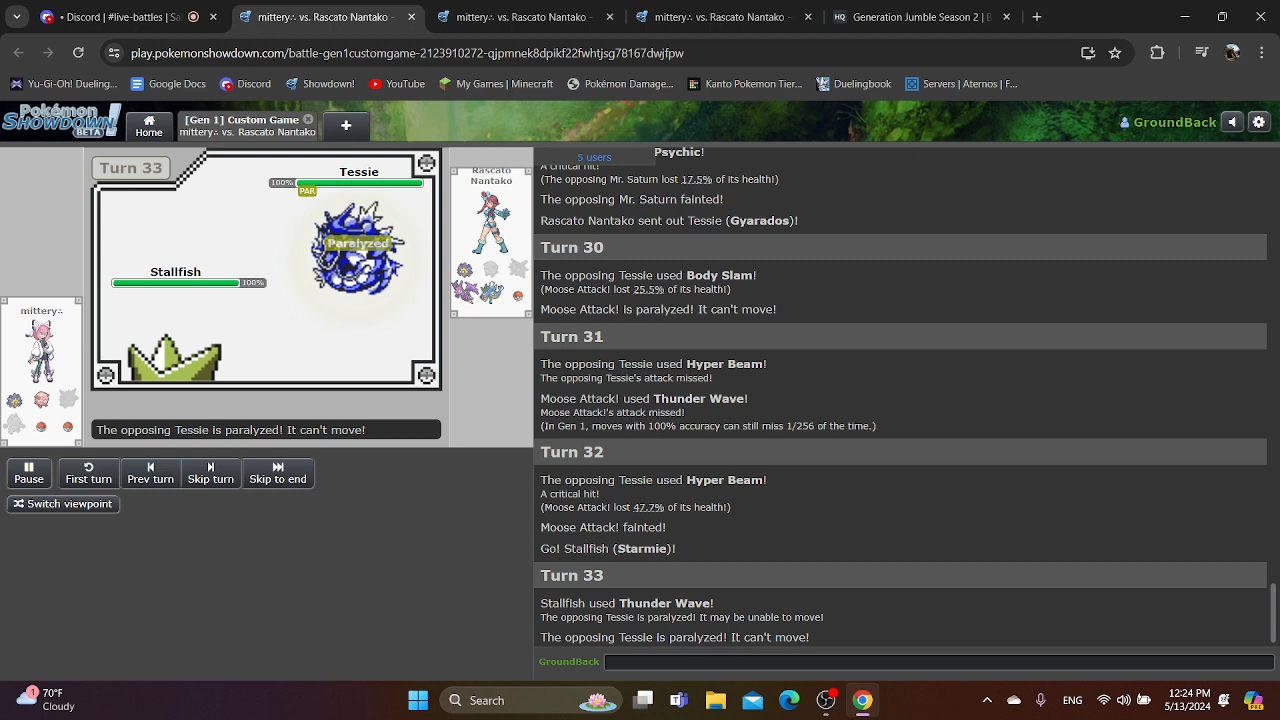 • Discord | #live-battles | Sa
mittery∴ vs. Rascato Nantako -
mittery∴ vs. Rascato Nantako -
mittery∴ vs. Rascato Nantako -
HQ Generation Jumble Season 2 | B
play.pokemonshowdown.com/battle-gen1customgame-2123910272-qjpmnek8dpikf22fwhtjsg78167dwjfpw
Yu-Gi-Oh! Dueling...
Google Docs
Discord
Showdown!
YouTube
My Games | Minecraft
Pokémon Damage...
Kanto Pokemon Tier...
Duelingbook
Servers | Aternos | F...
Pokémon
Showdown!
BETA
Home
[Gen 1] Custom Game
mittery∴ vs. Rascato Nantako
GroundBack
Turn 33
Tessie
100%
PAR
Paralyzed
Stallfish
100%
Rascato
Nantako
mittery∴
The opposing Tessie is paralyzed! It can't move!
Pause
First turn
Prev turn
Skip turn
Skip to end
Switch viewpoint
5 users
Psychic!
A critical hit!
(The opposing Mr. Saturn lost 17.5% of its health!)
The opposing Mr. Saturn fainted!
Rascato Nantako sent out Tessie (Gyarados)!
Turn 30
The opposing Tessie used Body Slam!
(Moose Attack! lost 25.5% of its health!)
Moose Attack! is paralyzed! It can't move!
Turn 31
The opposing Tessie used Hyper Beam!
The opposing Tessie's attack missed!
Moose Attack! used Thunder Wave!
Moose Attack!'s attack missed!
(In Gen 1, moves with 100% accuracy can still miss 1/256 of the time.)
Turn 32
The opposing Tessie used Hyper Beam!
A critical hit!
(Moose Attack! lost 47.7% of its health!)
Moose Attack! fainted!
Go! Stallfish (Starmie)!
Turn 33
Stallfish used Thunder Wave!
The opposing Tessie is paralyzed! It may be unable to move!
The opposing Tessie is paralyzed! It can't move!
GroundBack
1
70°F
Cloudy
Search
ENG
12:24 PM
5/13/2024
PRE